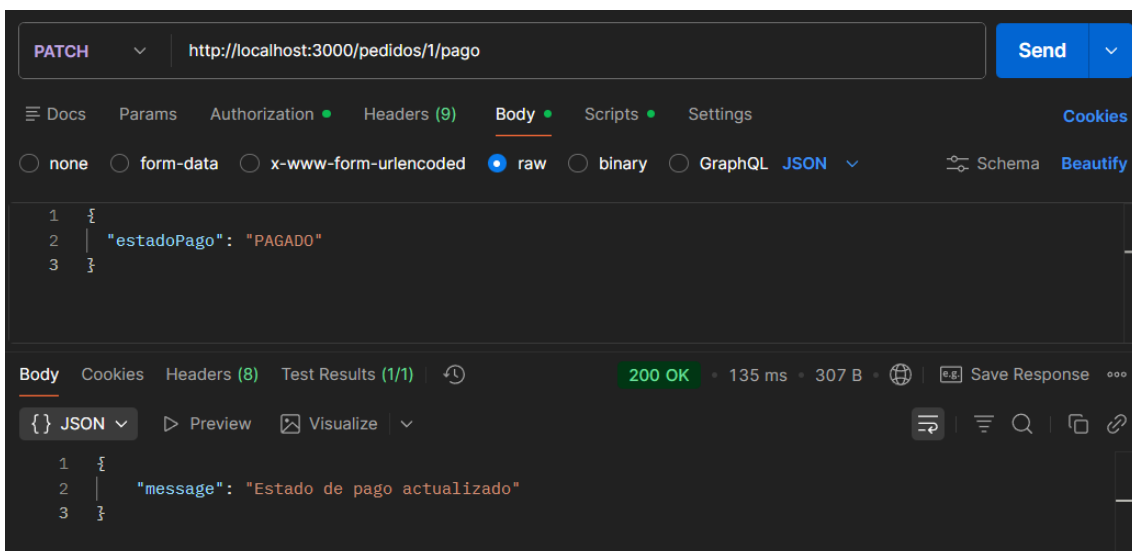 PATCH http://localhost:3000/pedidos/1/pago Send
Docs Params Authorization Headers (9) Body Scripts Settings Cookies
none form-data x-www-form-urlencoded raw binary GraphQL JSON Schema Beautify
1 {
2 "estadoPago": "PAGADO"
3 }
Body Cookies Headers (8) Test Results (1/1) 200 OK • 135 ms • 307 B • e.g. Save Response
{} JSON Preview Visualize
1 {
2 "message": "Estado de pago actualizado"
3 }